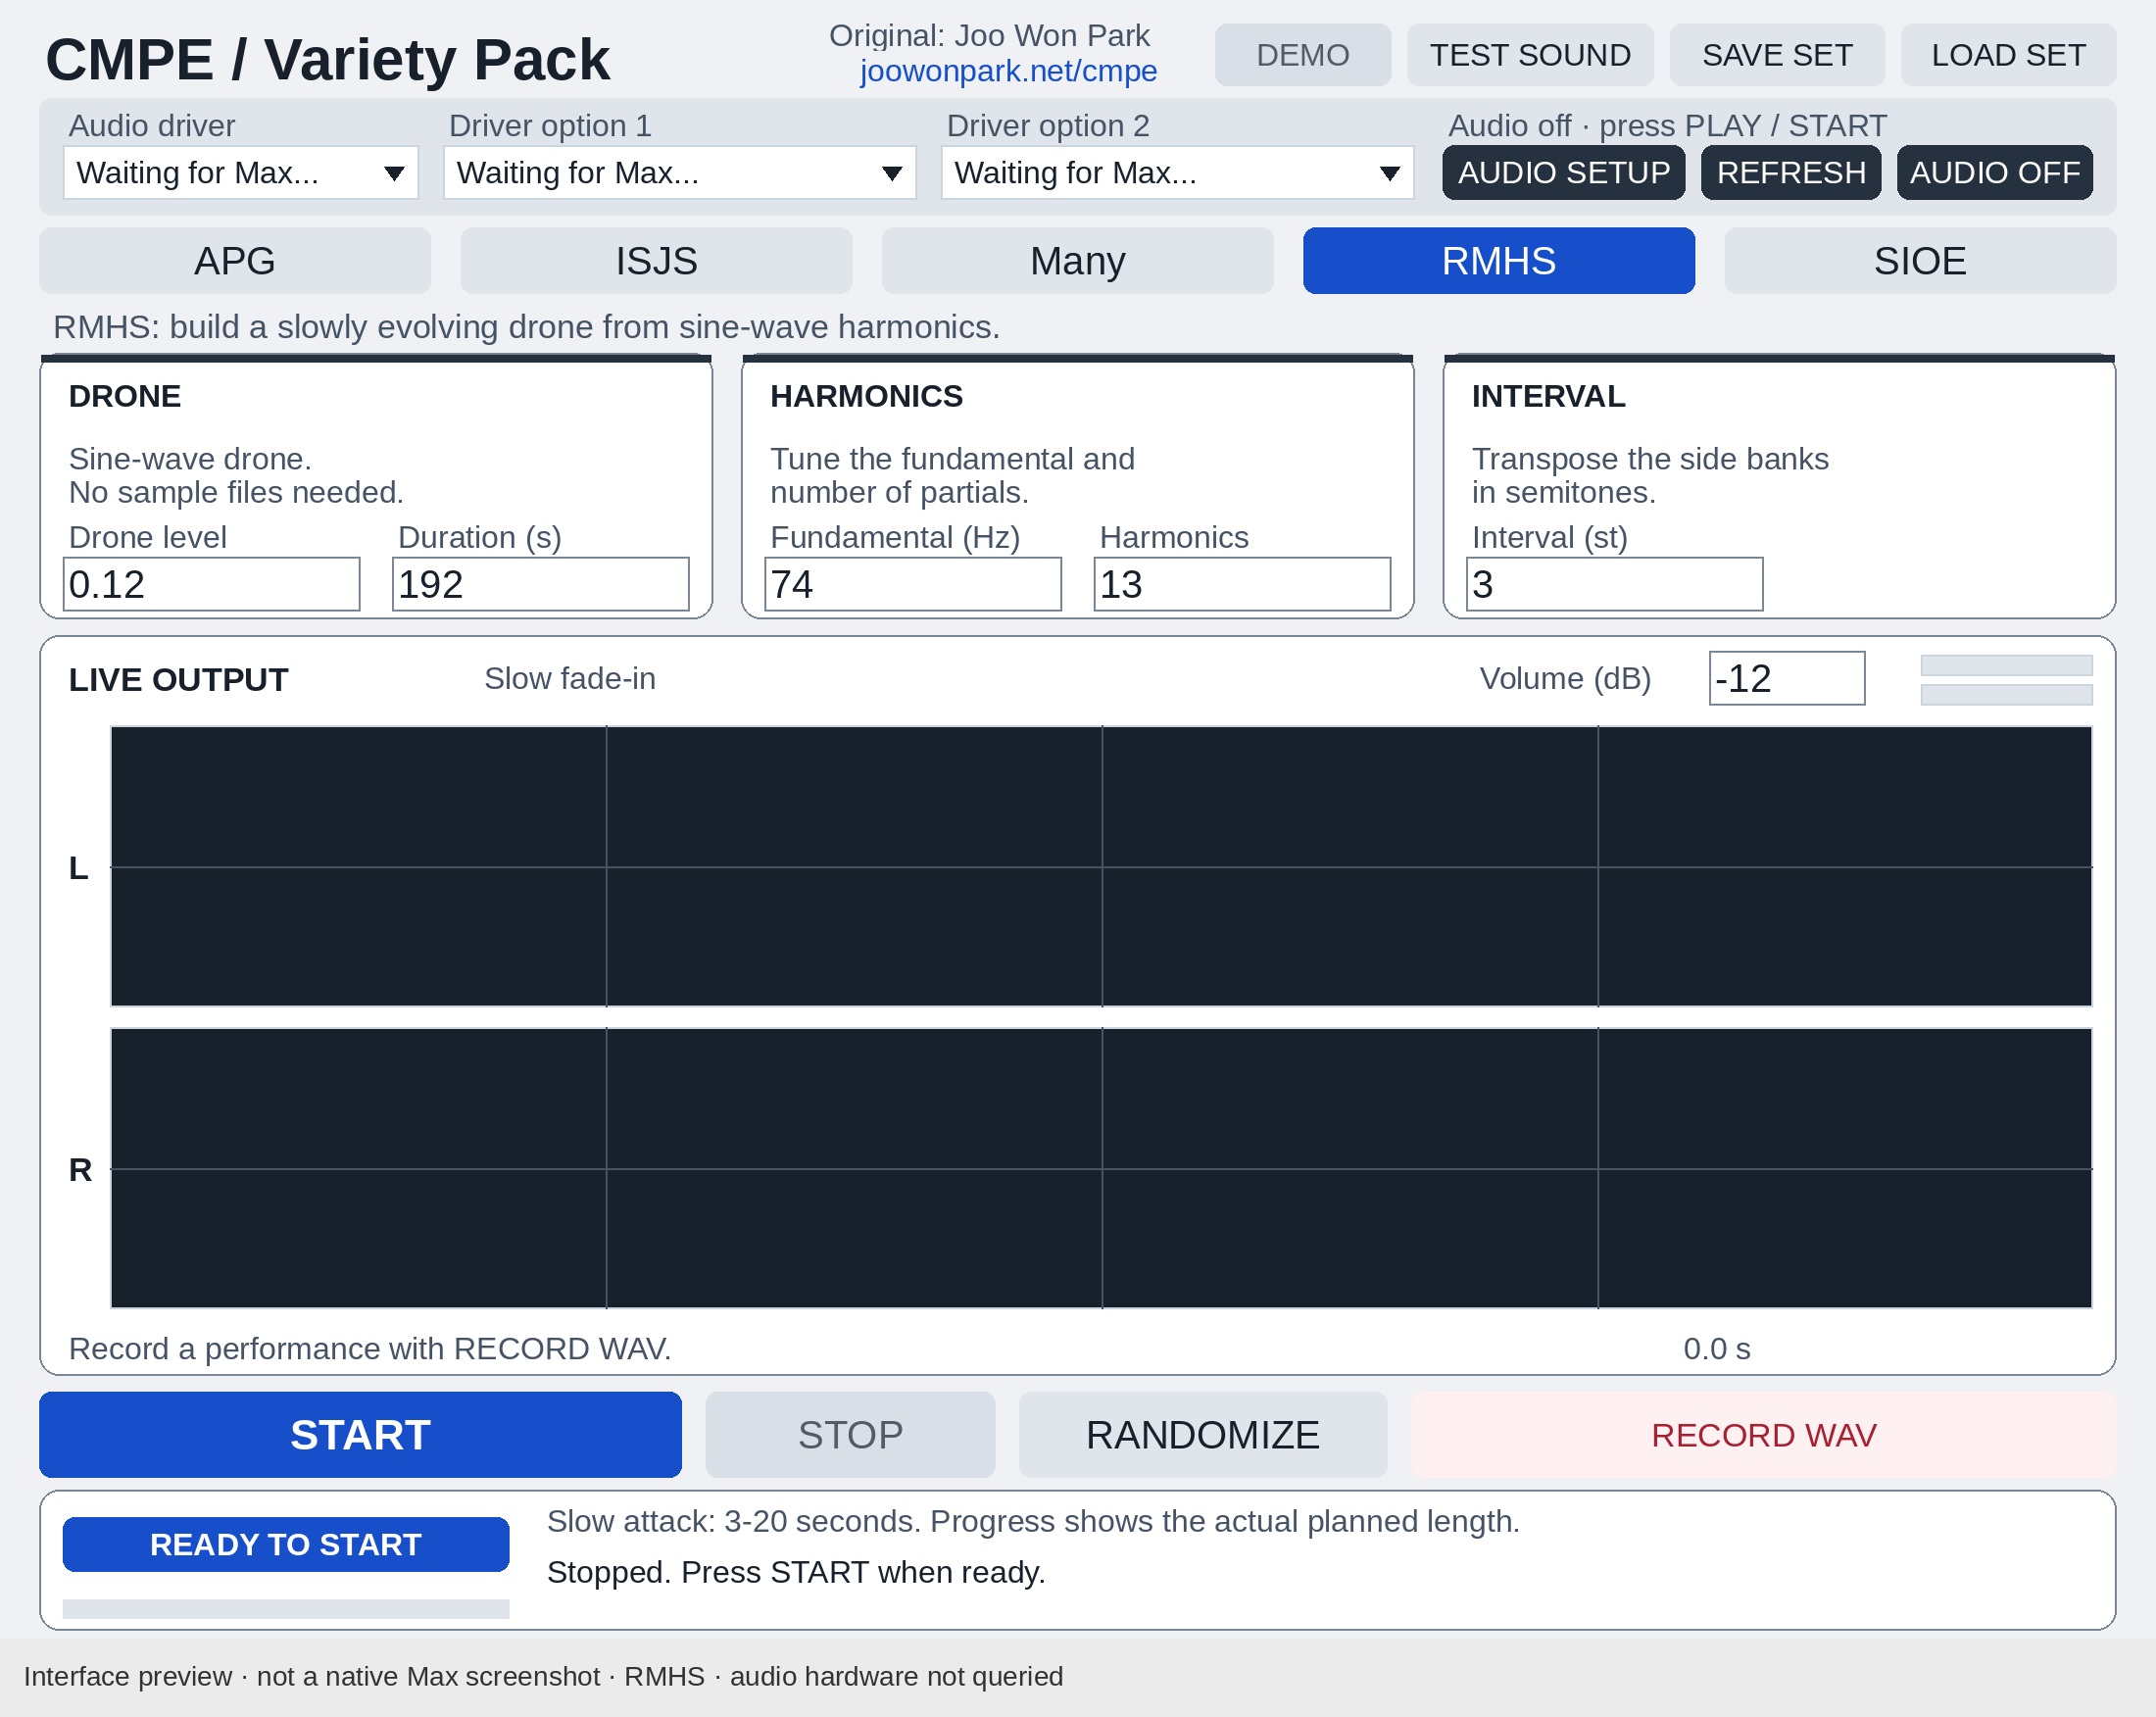 CMPE / Variety Pack
Original: Joo Won Park
joowonpark.net/cmpe
DEMO
TEST SOUND
SAVE SET
LOAD SET
Audio driver
Driver option 1
Driver option 2
Audio off · press PLAY / START
Waiting for Max...
Waiting for Max...
Waiting for Max...
AUDIO SETUP
REFRESH
AUDIO OFF
APG
ISJS
Many
RMHS
SIOE
RMHS: build a slowly evolving drone from sine-wave harmonics.
DRONE
Sine-wave drone.
No sample files needed.
Drone level
Duration (s)
0.12
192
HARMONICS
Tune the fundamental and
number of partials.
Fundamental (Hz)
Harmonics
74
13
INTERVAL
Transpose the side banks
in semitones.
Interval (st)
3
LIVE OUTPUT
Slow fade-in
Volume (dB)
-12
L
R
Record a performance with RECORD WAV.
0.0 s
START
STOP
RANDOMIZE
RECORD WAV
READY TO START
Slow attack: 3-20 seconds. Progress shows the actual planned length.
Stopped. Press START when ready.
Interface preview · not a native Max screenshot · RMHS · audio hardware not queried